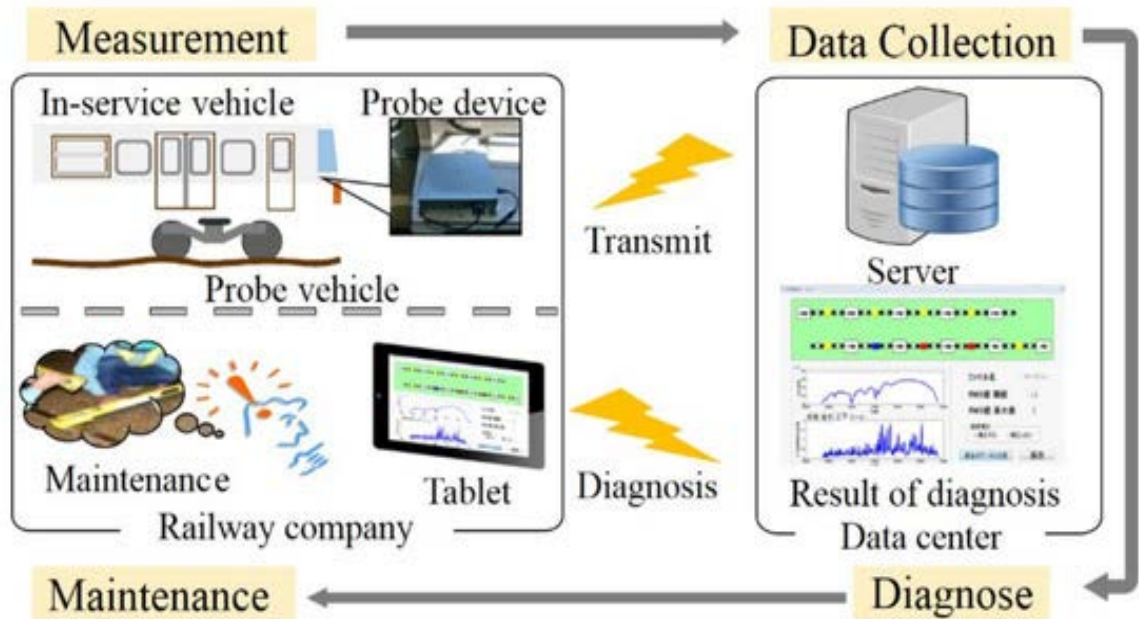 Measurement
Data Collection
In-service vehicle
Probe device
Probe vehicle
Transmit
Server
Maintenance
Tablet
Railway company
Diagnosis
Result of diagnosis
Data center
Maintenance
Diagnose